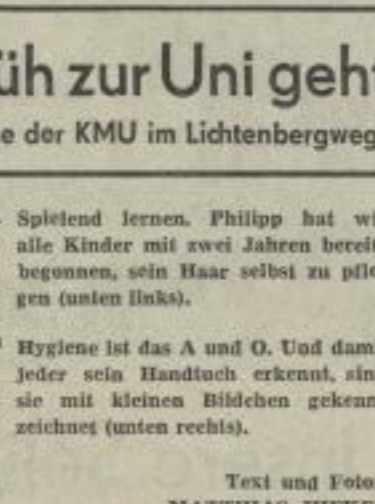 üh zur Uni geht
e der KMU im Lichtenbergweg
Spielend lernen. Philipp hat wi
alle Kinder mit zwei Jahren bereit
begonnen, sein Haar selbst zu pfle
gen (unten links).
Hygiene ist das A und O. Und dam
jeder sein Handtuch erkennt, sin
sie mit kleinen Bildchen gekenn
zeichnet (unten rechts).
Text und Foto